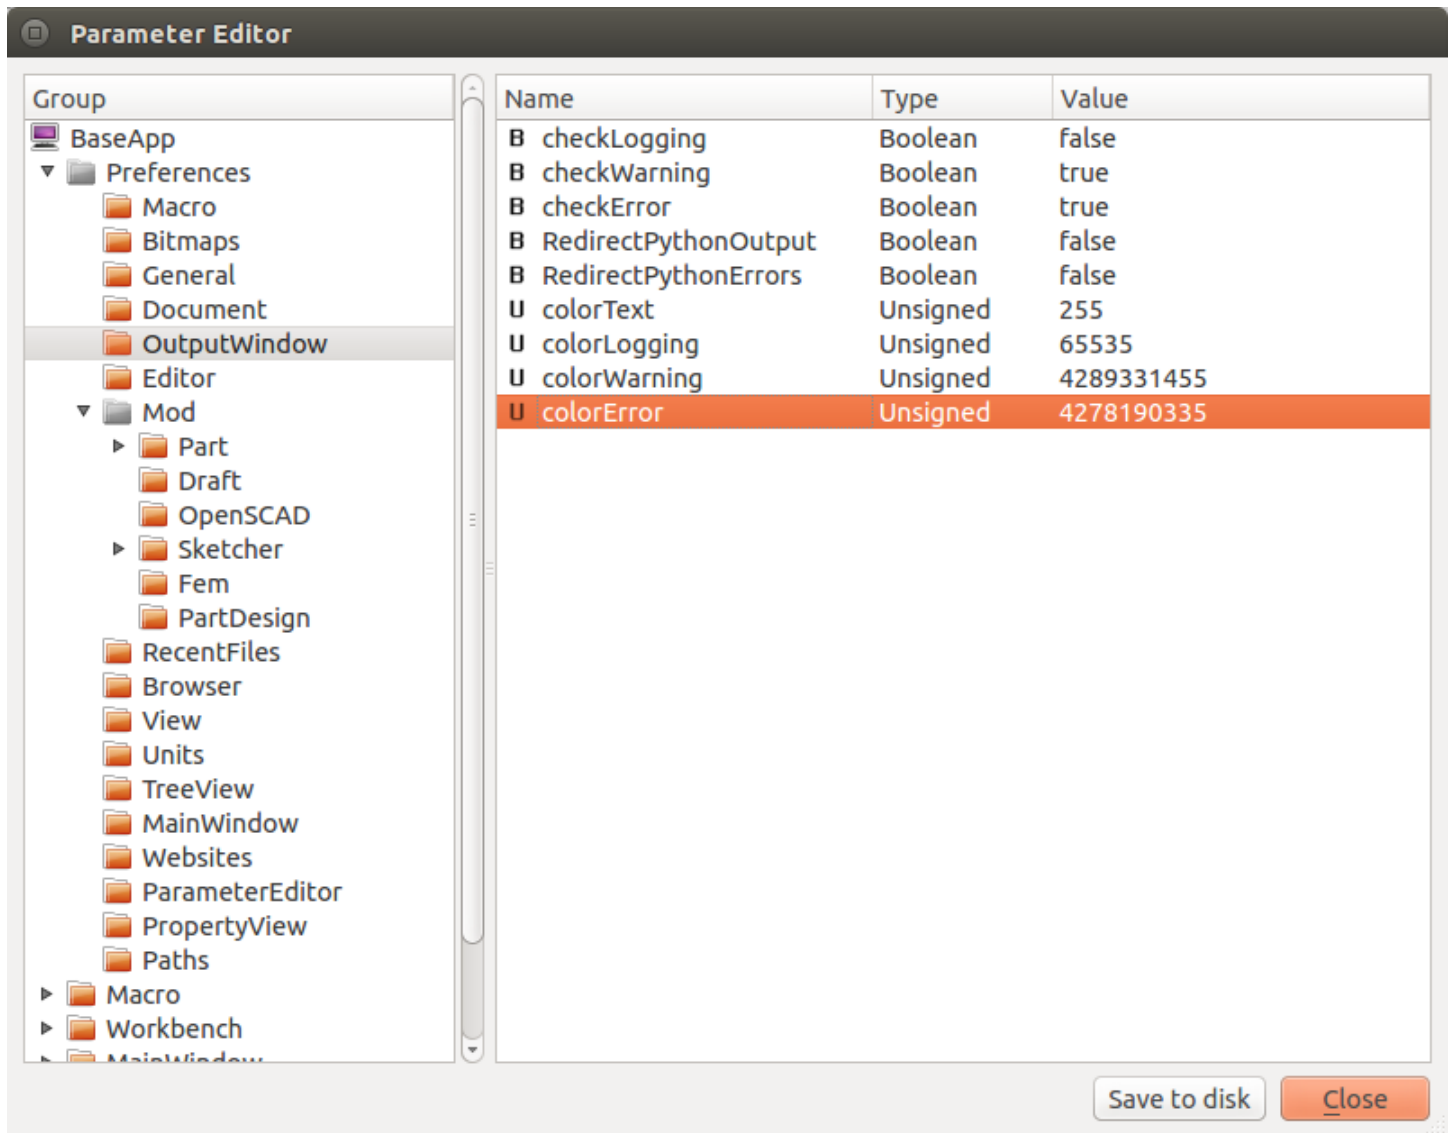 Parameter Editor
Group
BaseApp
Preferences
Macro
Bitmaps
General
Document
OutputWindow
Editor
Mod
Part
Draft
OpenSCAD
Sketcher
Fem
PartDesign
RecentFiles
Browser
View
Units
TreeView
MainWindow
Websites
ParameterEditor
PropertyView
Paths
Macro
Workbench
MainWindow
Name Type Value
B checkLogging Boolean false
B checkWarning Boolean true
B checkError Boolean true
B RedirectPythonOutput Boolean false
B RedirectPythonErrors Boolean false
U colorText Unsigned 255
U colorLogging Unsigned 65535
U colorWarning Unsigned 4289331455
U colorError Unsigned 4278190335
Save to disk Close